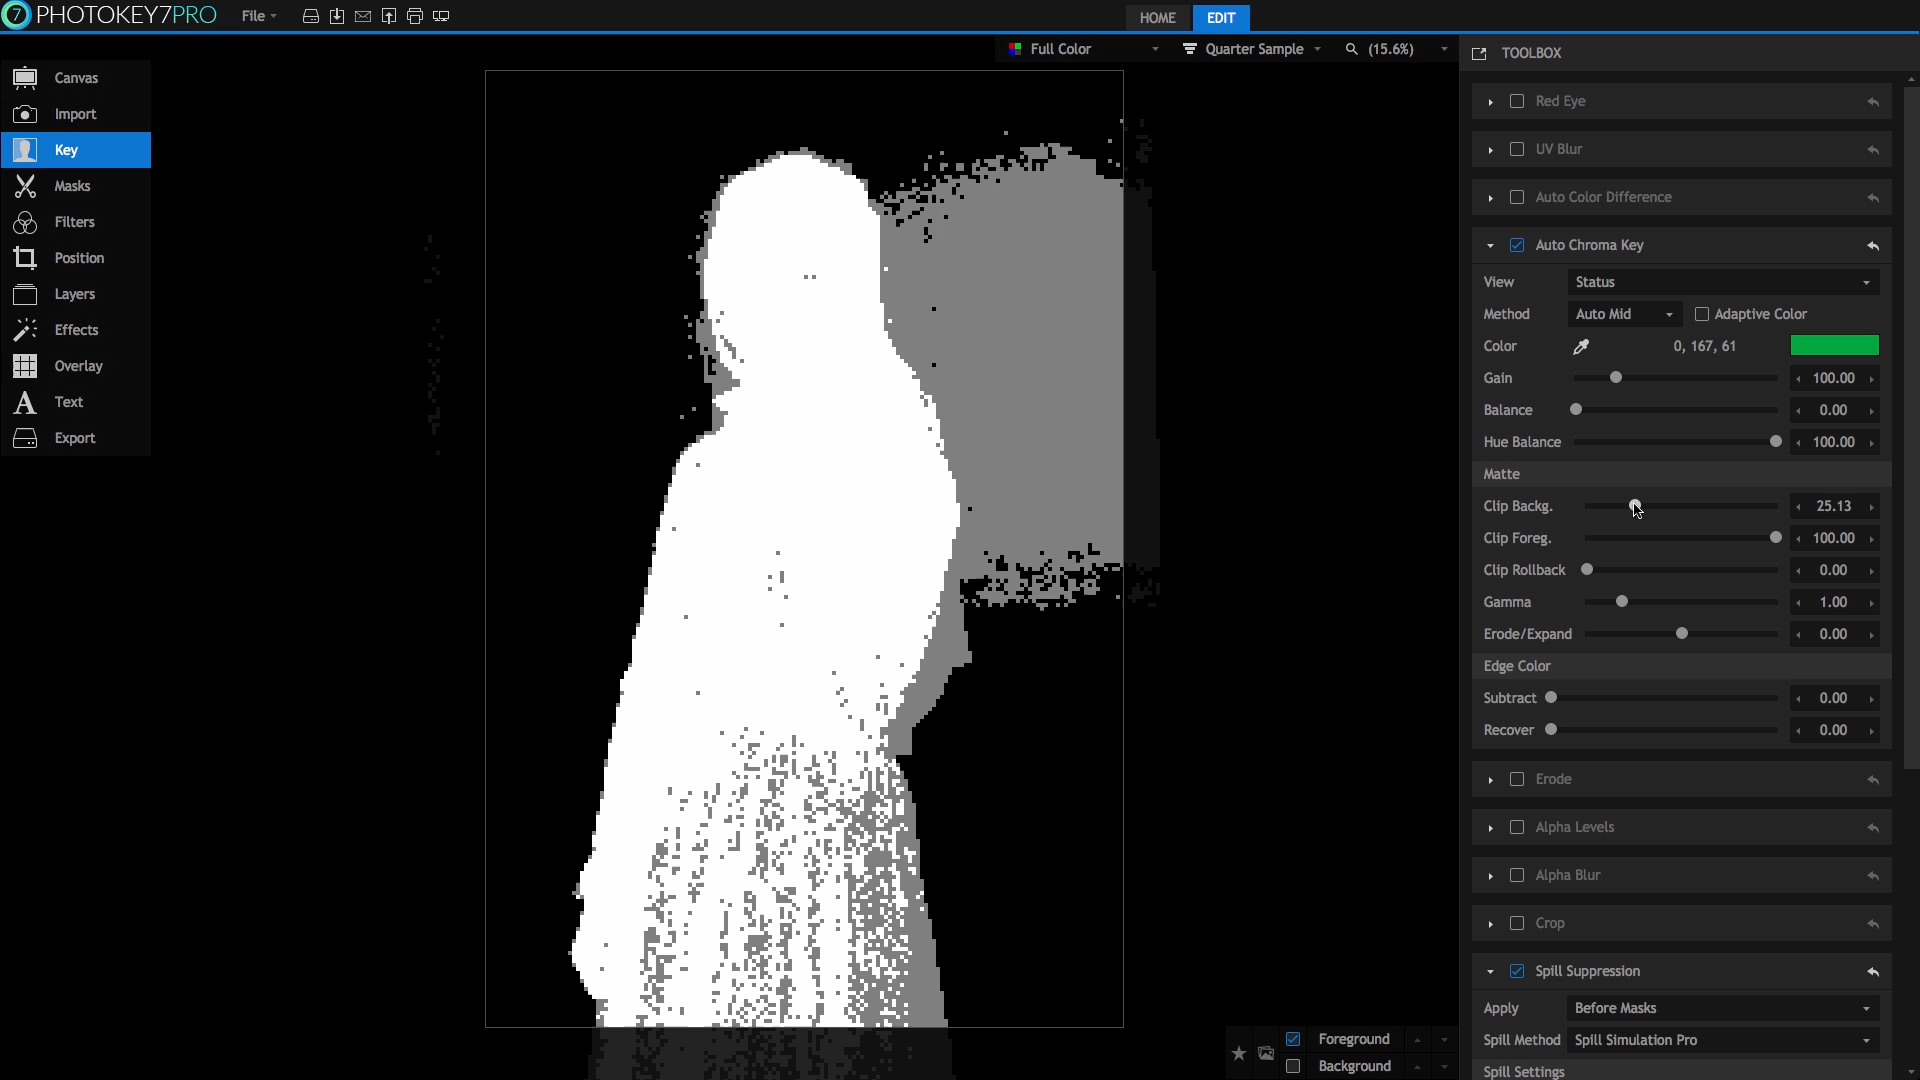 7 PHOTOKEY7PRO File HOME EDIT
Full Color Quarter Sample (15.6%)
TOOLBOX
Canvas
Import
Key
Masks
Filters
Position
Layers
Effects
Overlay
Text
Export
Red Eye
UV Blur
Auto Color Difference
Auto Chroma Key
View Status
Method Auto Mid Adaptive Color
Color 0, 167, 61
Gain 100.00
Balance 0.00
Hue Balance 100.00
Matte
Clip Backg. 25.13
Clip Foreg. 100.00
Clip Rollback 0.00
Gamma 1.00
Erode/Expand 0.00
Edge Color
Subtract 0.00
Recover 0.00
Erode
Alpha Levels
Alpha Blur
Crop
Spill Suppression
Apply Before Masks
Spill Method Spill Simulation Pro
Spill Settings
Foreground
Background